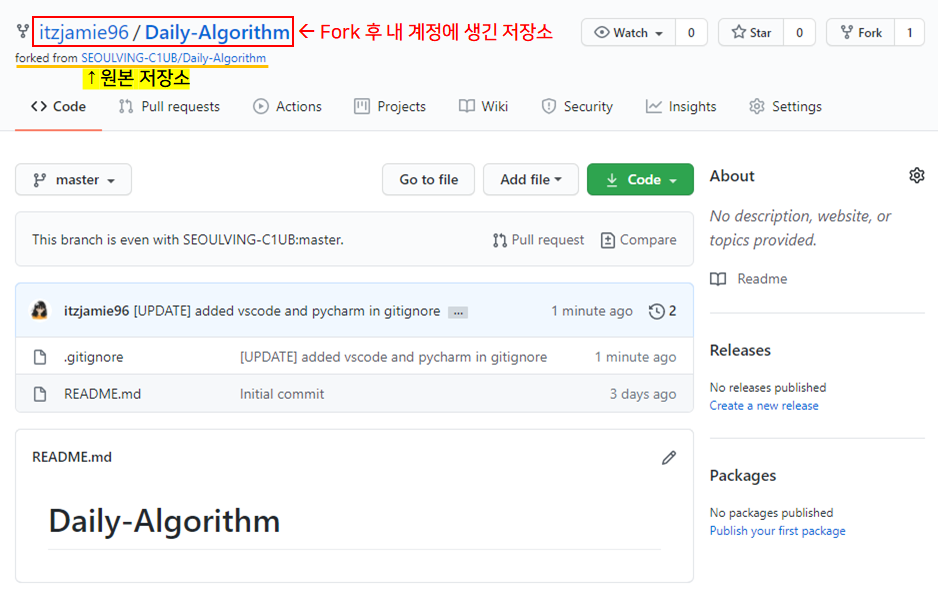 itzjamie96 / Daily-Algorithm ← Fork 후 내 계정에 생긴 저장소 Watch 0 Star 0 Fork 1
forked from SEOULVING-C1UB/Daily-Algorithm
↑원본 저장소
Code Pull requests Actions Projects Wiki Security Insights Settings
master Go to file Add file Code
This branch is even with SEOULVING-C1UB:master. Pull request Compare
itzjamie96 [UPDATE] added vscode and pycharm in gitignore ... 1 minute ago 2
.gitignore [UPDATE] added vscode and pycharm in gitignore 1 minute ago
README.md Initial commit 3 days ago
README.md
Daily-Algorithm
About
No description, website, or
topics provided.
Readme
Releases
No releases published
Create a new release
Packages
No packages published
Publish your first package